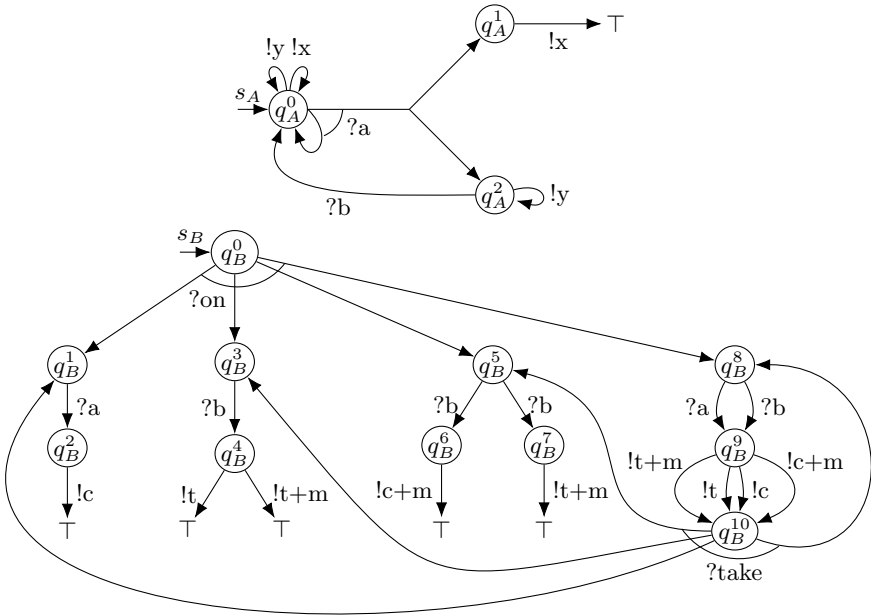 q_A^1
⊤
!x
!y !x
s_A
q_A^0
?a
q_A^2
!y
?b
s_B
q_B^0
?on
q_B^1
q_B^3
q_B^5
q_B^8
?a
?b
?b
?b
?a
?b
q_B^2
q_B^4
q_B^6
q_B^7
q_B^9
!c
!t
!t+m
!c+m
!t+m
!t+m
!t
!c
!c+m
⊤
⊤
⊤
⊤
⊤
q_B^10
?take